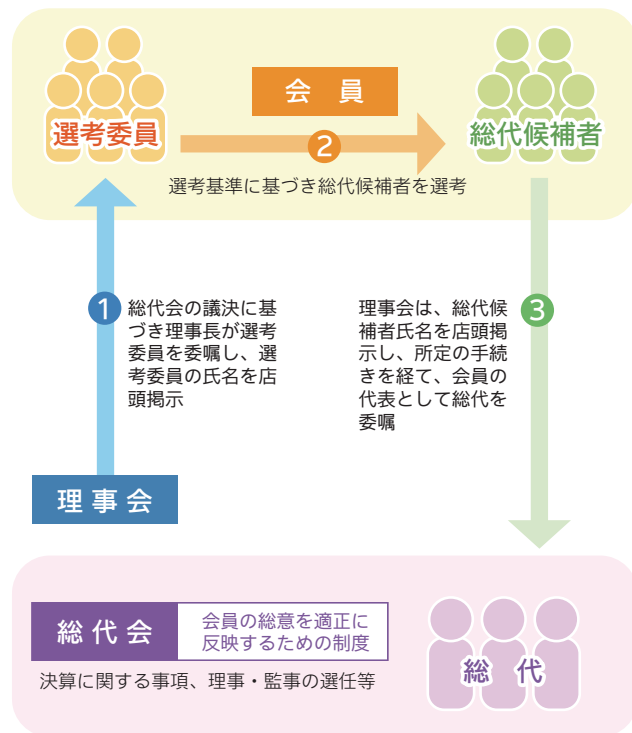 会 員
選考委員
総代候補者
2
選考基準に基づき総代候補者を選考
1
総代会の議決に基
づき理事長が選考
委員を委嘱し、選
考委員の氏名を店
頭掲示
理事会は、総代候
補者氏名を店頭掲
示し、所定の手続
きを経て、会員の
代表として総代を
委嘱
3
理事会
総代会
会員の総意を適正に
反映するための制度
決算に関する事項、理事・監事の選任等
総 代